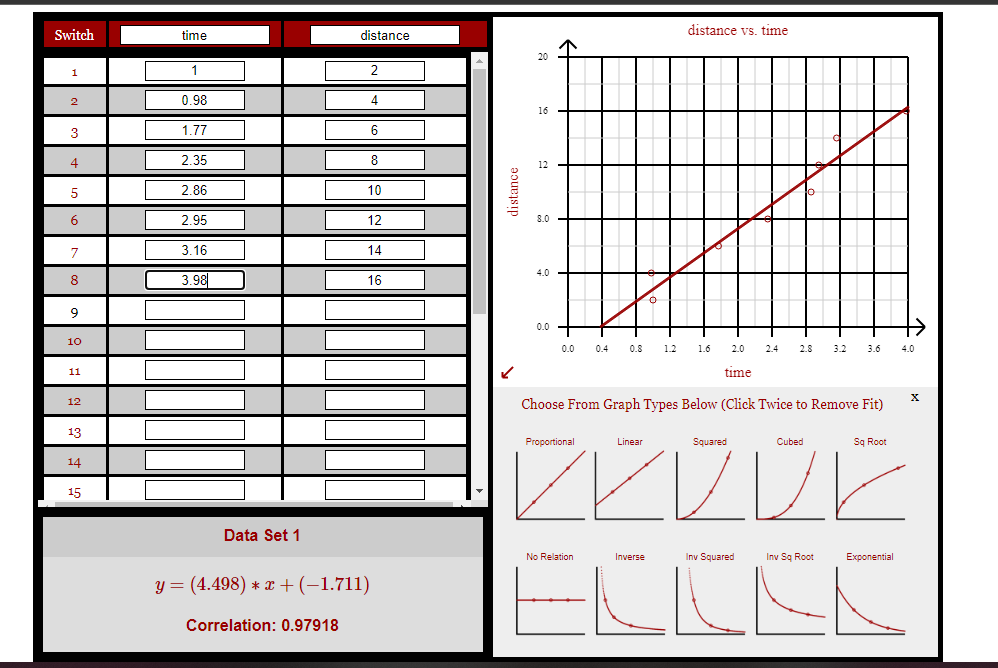 Switch time distance
1 1 2
2 0.98 4
3 1.77 6
4 2.35 8
5 2.86 10
6 2.95 12
7 3.16 14
8 3.98 16
9
10
11
12
13
14
15
Data Set 1
y = (4.498) * x + (−1.711)
Correlation: 0.97918
distance vs. time
20
16
12
8.0
4.0
0.0
distance
0.0 0.4 0.8 1.2 1.6 2.0 2.4 2.8 3.2 3.6 4.0
time
Choose From Graph Types Below (Click Twice to Remove Fit) x
Proportional Linear Squared Cubed Sq Root
No Relation Inverse Inv Squared Inv Sq Root Exponential